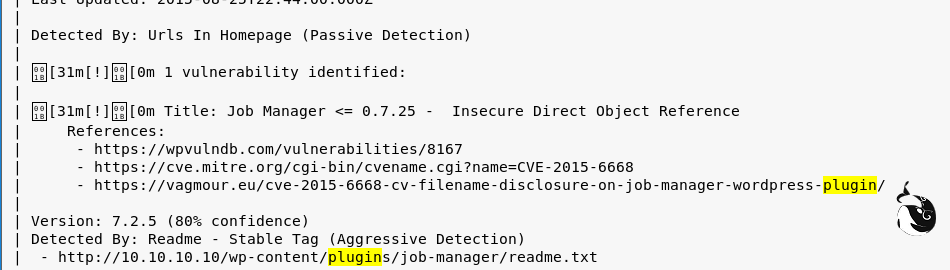 | Last Updated: 2015-08-25T22:44:00.000Z
|
| Detected By: Urls In Homepage (Passive Detection)
|
| [31m[!][0m 1 vulnerability identified:
|
| [31m[!][0m Title: Job Manager <= 0.7.25 -  Insecure Direct Object Reference
|     References:
|      - https://wpvulndb.com/vulnerabilities/8167
|      - https://cve.mitre.org/cgi-bin/cvename.cgi?name=CVE-2015-6668
|      - https://vagmour.eu/cve-2015-6668-cv-filename-disclosure-on-job-manager-wordpress-plugin/
|
| Version: 7.2.5 (80% confidence)
| Detected By: Readme - Stable Tag (Aggressive Detection)
|  - http://10.10.10.10/wp-content/plugins/job-manager/readme.txt